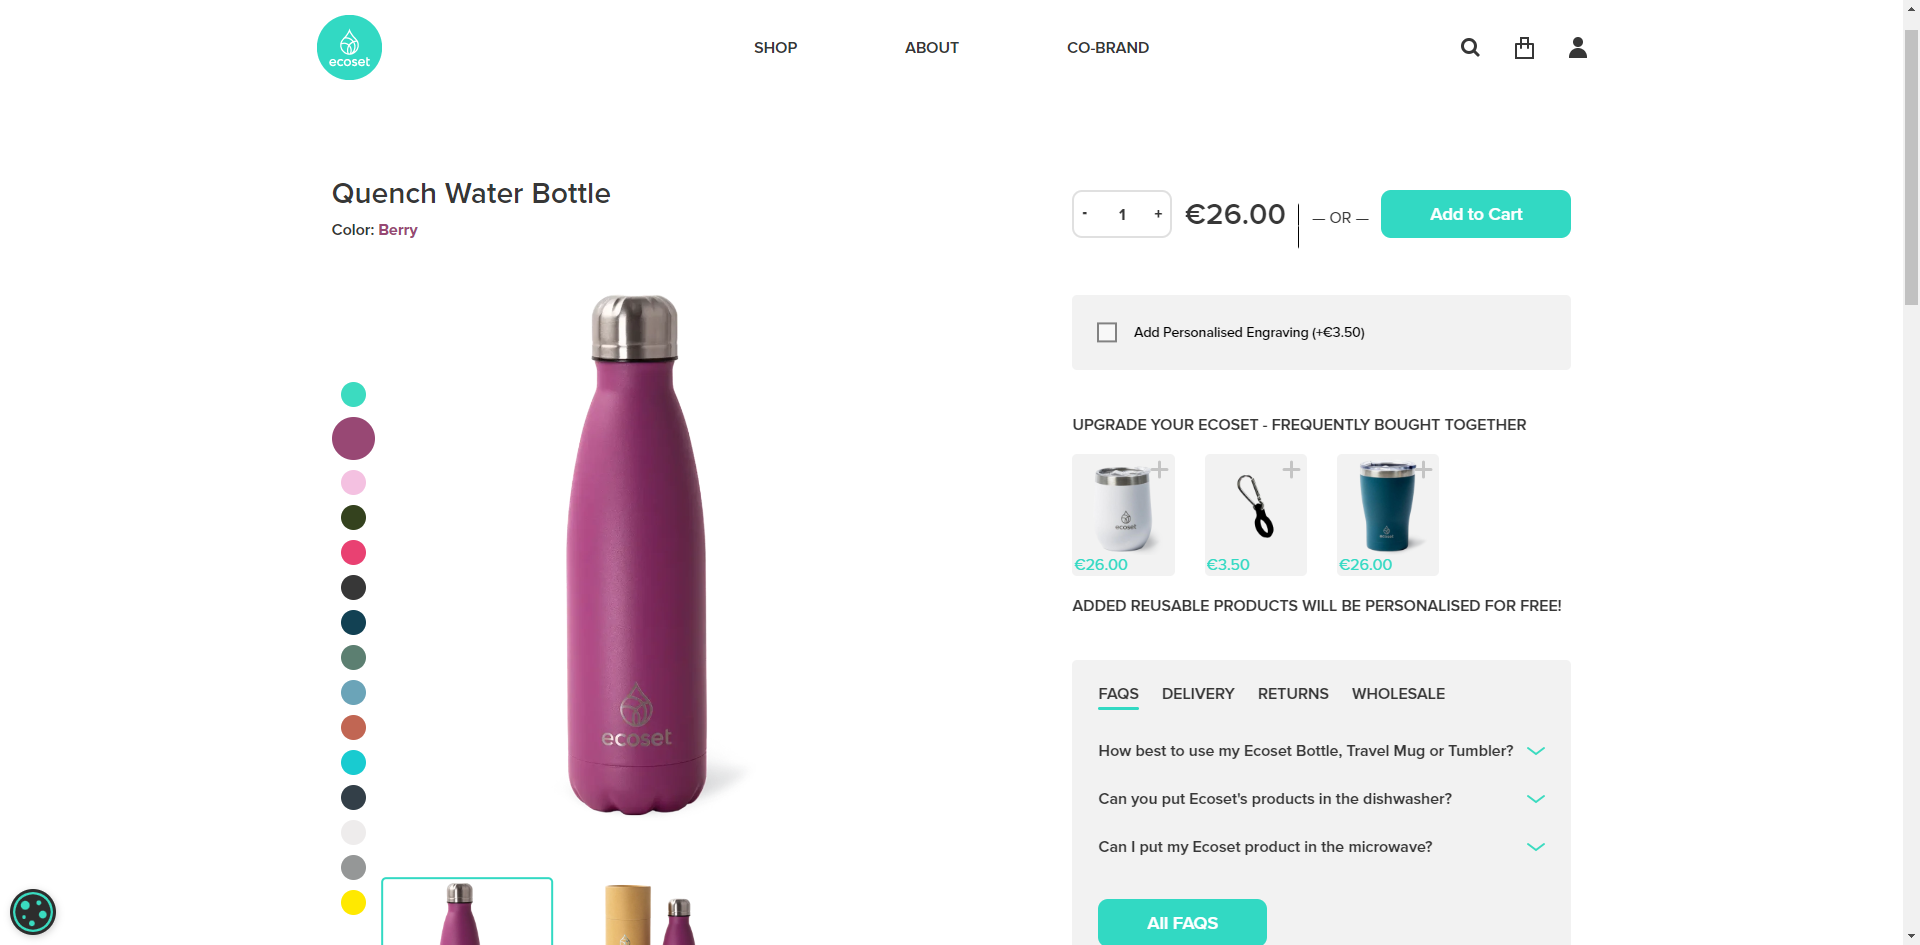 ecoset
SHOP
ABOUT
CO-BRAND
Quench Water Bottle
Color: Berry
- 1 +
€26.00
— OR —
Add to Cart
Add Personalised Engraving (+€3.50)
UPGRADE YOUR ECOSET - FREQUENTLY BOUGHT TOGETHER
ecoset
ecoset
€26.00
€3.50
€26.00
ADDED REUSABLE PRODUCTS WILL BE PERSONALISED FOR FREE!
ecoset
FAQS
DELIVERY
RETURNS
WHOLESALE
How best to use my Ecoset Bottle, Travel Mug or Tumbler?
Can you put Ecoset's products in the dishwasher?
Can I put my Ecoset product in the microwave?
All FAQS